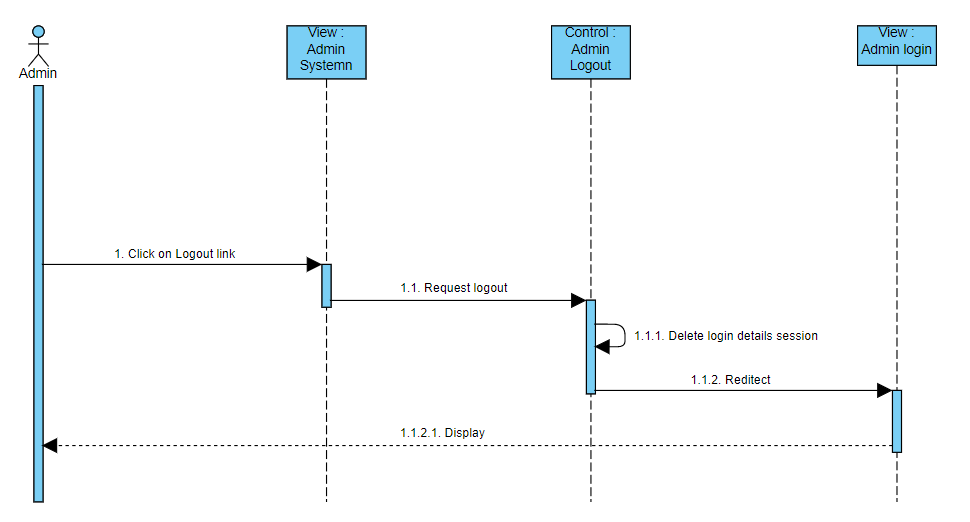 View :
Admin
Systemn
Control :
Admin
Logout
View :
Admin login
Admin
1. Click on Logout link
1.1. Request logout
1.1.1. Delete login details session
1.1.2. Reditect
1.1.2.1. Display